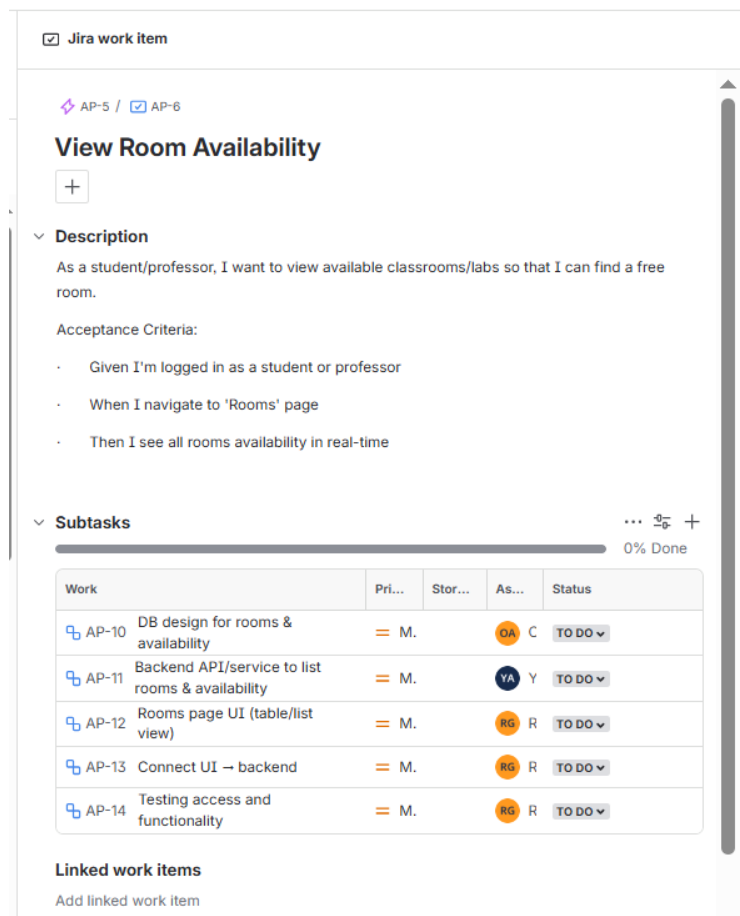 Jira work item
AP-5 / AP-6
View Room Availability
Description
As a student/professor, I want to view available classrooms/labs so that I can find a free
room.
Acceptance Criteria:
· Given I'm logged in as a student or professor
· When I navigate to 'Rooms' page
· Then I see all rooms availability in real-time
Subtasks
0% Done
Work Pri... Stor... As... Status
AP-10 DB design for rooms &
availability
M. OA C TO DO
AP-11 Backend API/service to list
rooms & availability
M. YA Y TO DO
AP-12 Rooms page UI (table/list
view)
M. RG R TO DO
AP-13 Connect UI → backend M. RG R TO DO
AP-14 Testing access and
functionality
M. RG R TO DO
Linked work items
Add linked work item